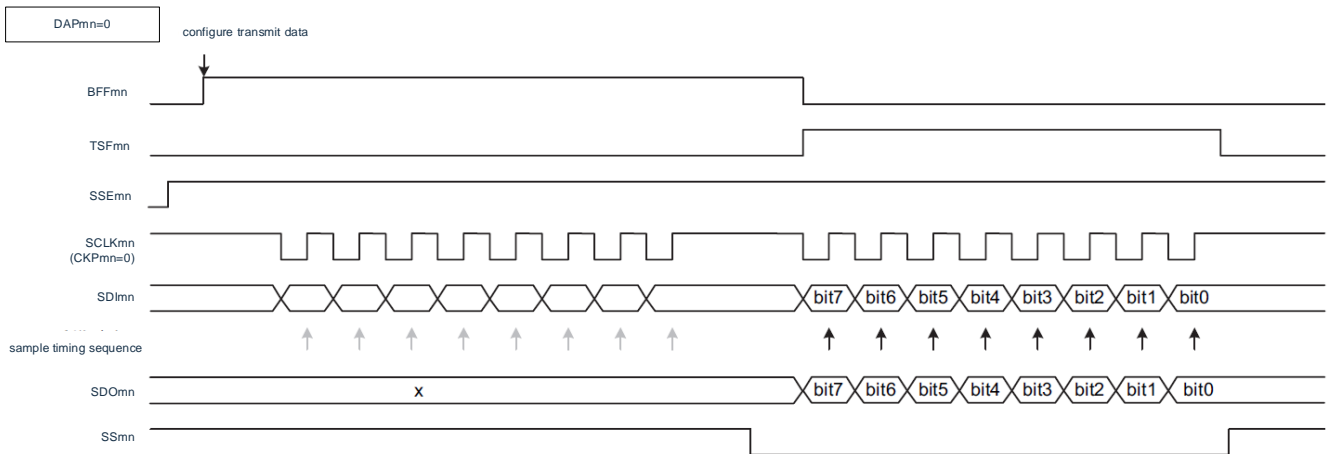 DAPmn=0
configure transmit data
BFFmn
TSFmn
SSEmn
SCLKmn
(CKPmn=0)
SDImn
bit7 bit6 bit5 bit4 bit3 bit2 bit1 bit0
sample timing sequence
SDOmn
x
bit7 bit6 bit5 bit4 bit3 bit2 bit1 bit0
SSmn